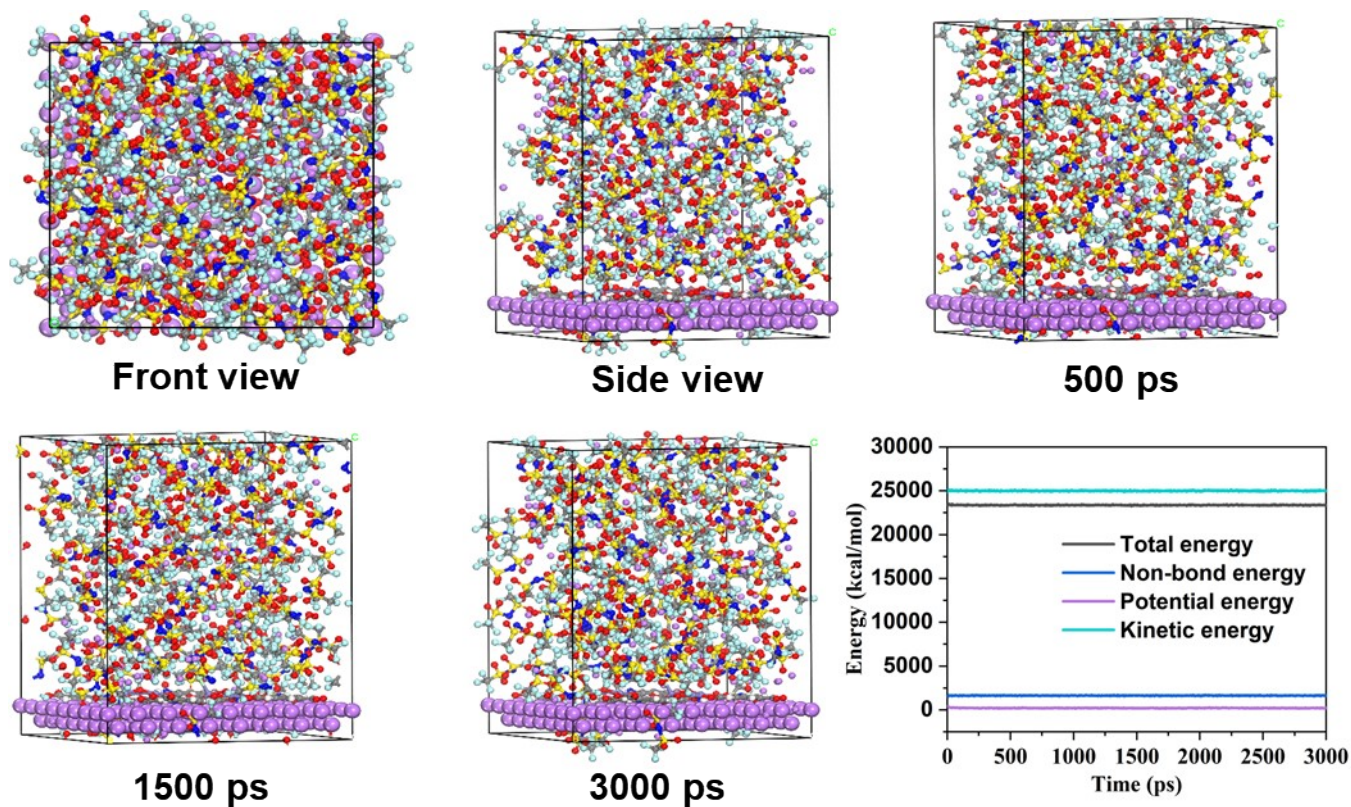 C
C
Front view
Side view
500 ps
C
C
1500 ps
3000 ps
30000
25000
20000
15000
10000
5000
0
Energy (kcal/mol)
Total energy
Non-bond energy
Potential energy
Kinetic energy
0 500 1000 1500 2000 2500 3000
Time (ps)